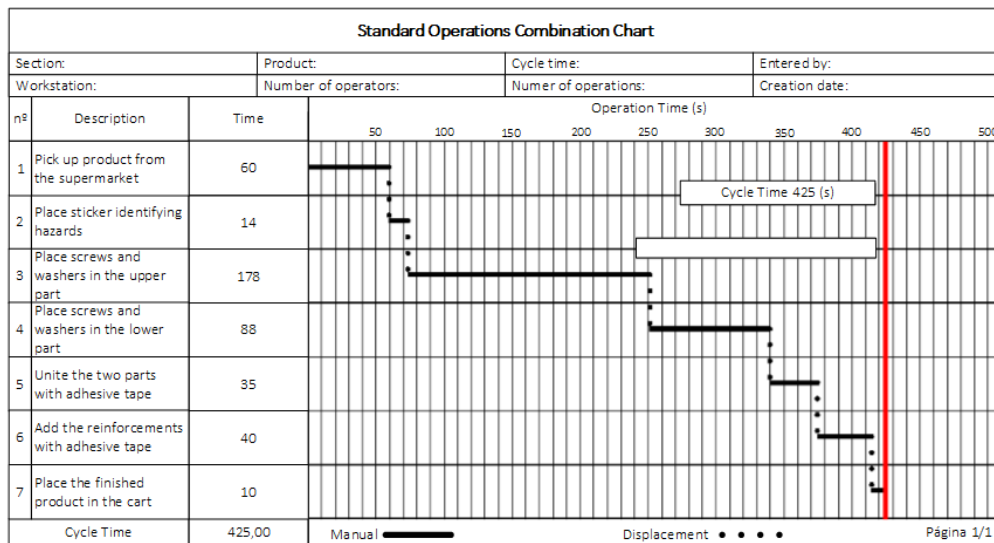 Standard Operations Combination Chart
Section: Product: Cycle time: Entered by:
Workstation: Number of operators: Numer of operations: Creation date:
nº Description Time Operation Time (s)
50 100 150 200 250 300 350 400 450 500
1 Pick up product from the supermarket 60
Cycle Time 425 (s)
2 Place sticker identifying hazards 14
3 Place screws and washers in the upper part 178
4 Place screws and washers in the lower part 88
5 Unite the two parts with adhesive tape 35
6 Add the reinforcements with adhesive tape 40
7 Place the finished product in the cart 10
Cycle Time 425,00 Manual Displacement Página 1/1